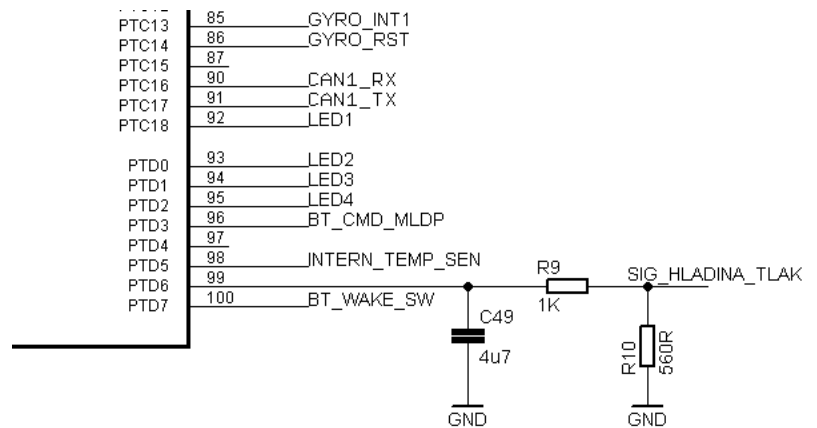 PTC13 85 GYRO_INT1
PTC14 86 GYRO_RST
PTC15 87
PTC16 90 CAN1_RX
PTC17 91 CAN1_TX
PTC18 92 LED1
PTD0 93 LED2
PTD1 94 LED3
PTD2 95 LED4
PTD3 96 BT_CMD_MLDP
PTD4 97
PTD5 98 INTERN_TEMP_SEN
PTD6 99
PTD7 100 BT_WAKE_SW
R9
1K
SIG_HLADINA_TLAK
C49
4u7
R10
560R
GND
GND